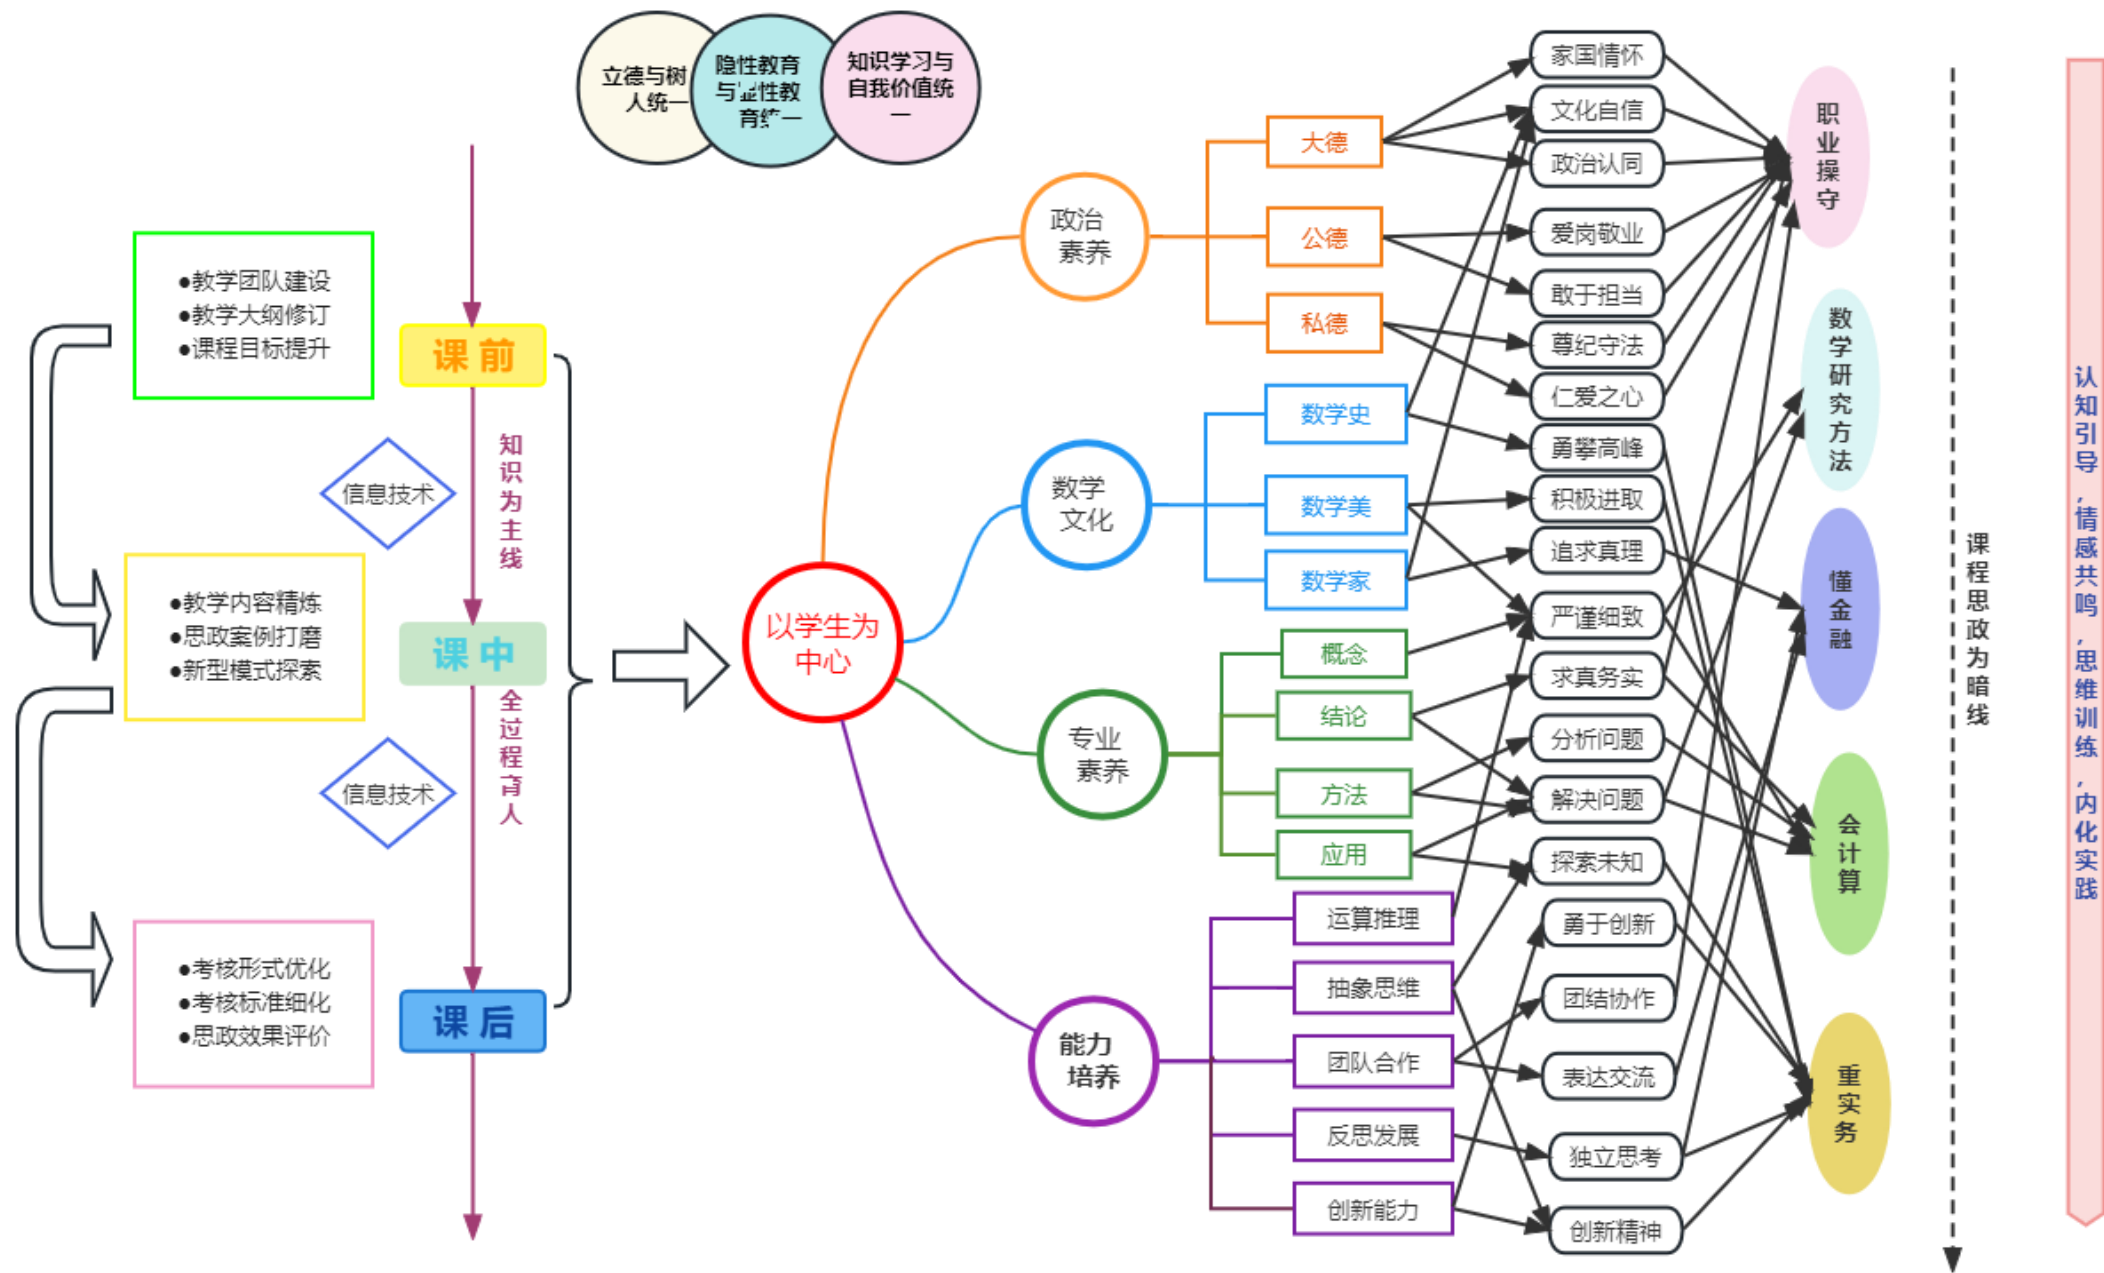 立德与树
人统一
隐性教育
与显性教
育统一
知识学习与
自我价值统
一
●教学团队建设
●教学大纲修订
●课程目标提升
课 前
信息技术
知识为主线
●教学内容精炼
●思政案例打磨
●新型模式探索
课 中
信息技术
全过程育人
●考核形式优化
●考核标准细化
●思政效果评价
课 后
以学生为
中心
政治
素养
数学
文化
专业
素养
能力
培养
大德
公德
私德
数学史
数学美
数学家
概念
结论
方法
应用
运算推理
抽象思维
团队合作
反思发展
创新能力
家国情怀
文化自信
政治认同
爱岗敬业
敢于担当
尊纪守法
仁爱之心
勇攀高峰
积极进取
追求真理
严谨细致
求真务实
分析问题
解决问题
探索未知
勇于创新
团结协作
表达交流
独立思考
创新精神
职业操守
数学研究方法
懂金融
会计算
重实务
课程思政为暗线
认知引导，情感共鸣，思维训练，内化实践